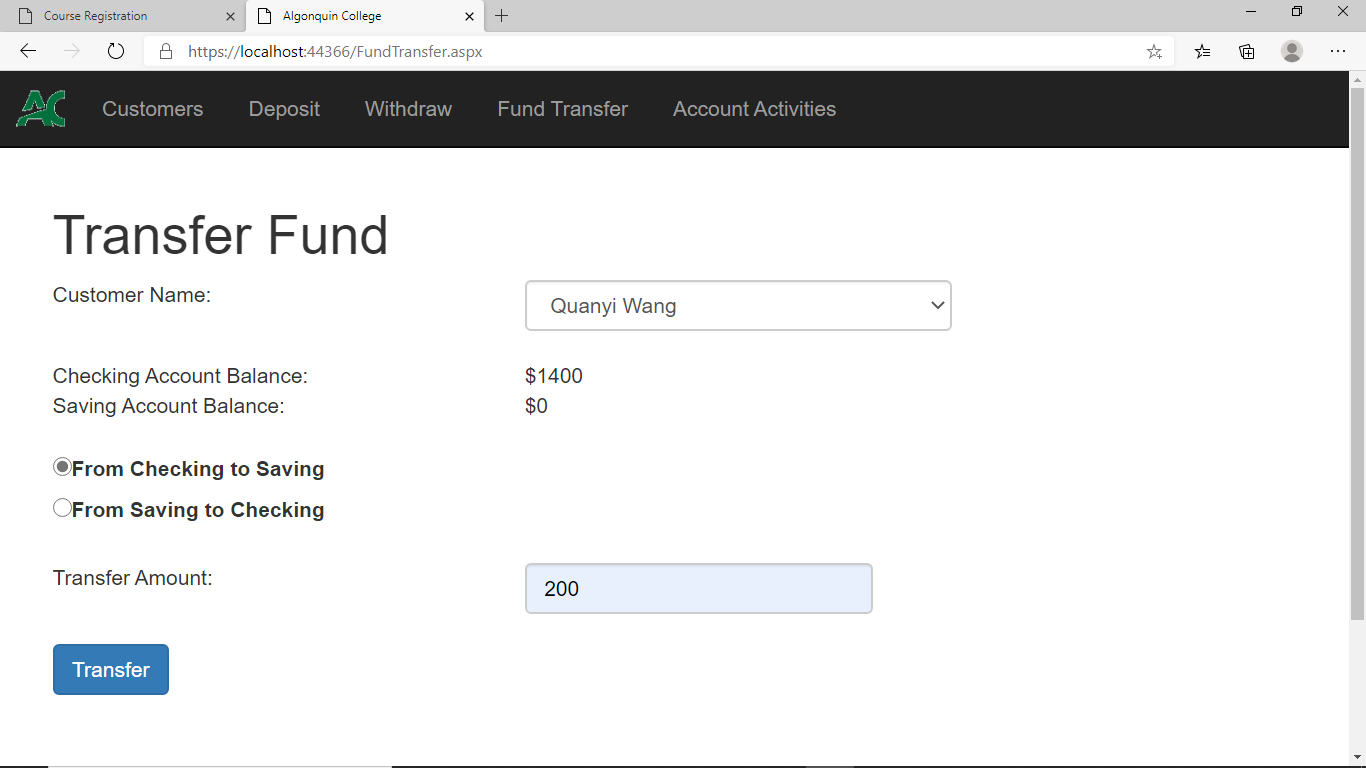 Course Registration
Algonquin College
https://localhost:44366/FundTransfer.aspx
AC Customers Deposit Withdraw Fund Transfer Account Activities
Transfer Fund
Customer Name: Quanyi Wang
Checking Account Balance: $1400
Saving Account Balance: $0
From Checking to Saving
From Saving to Checking
Transfer Amount: 200
Transfer